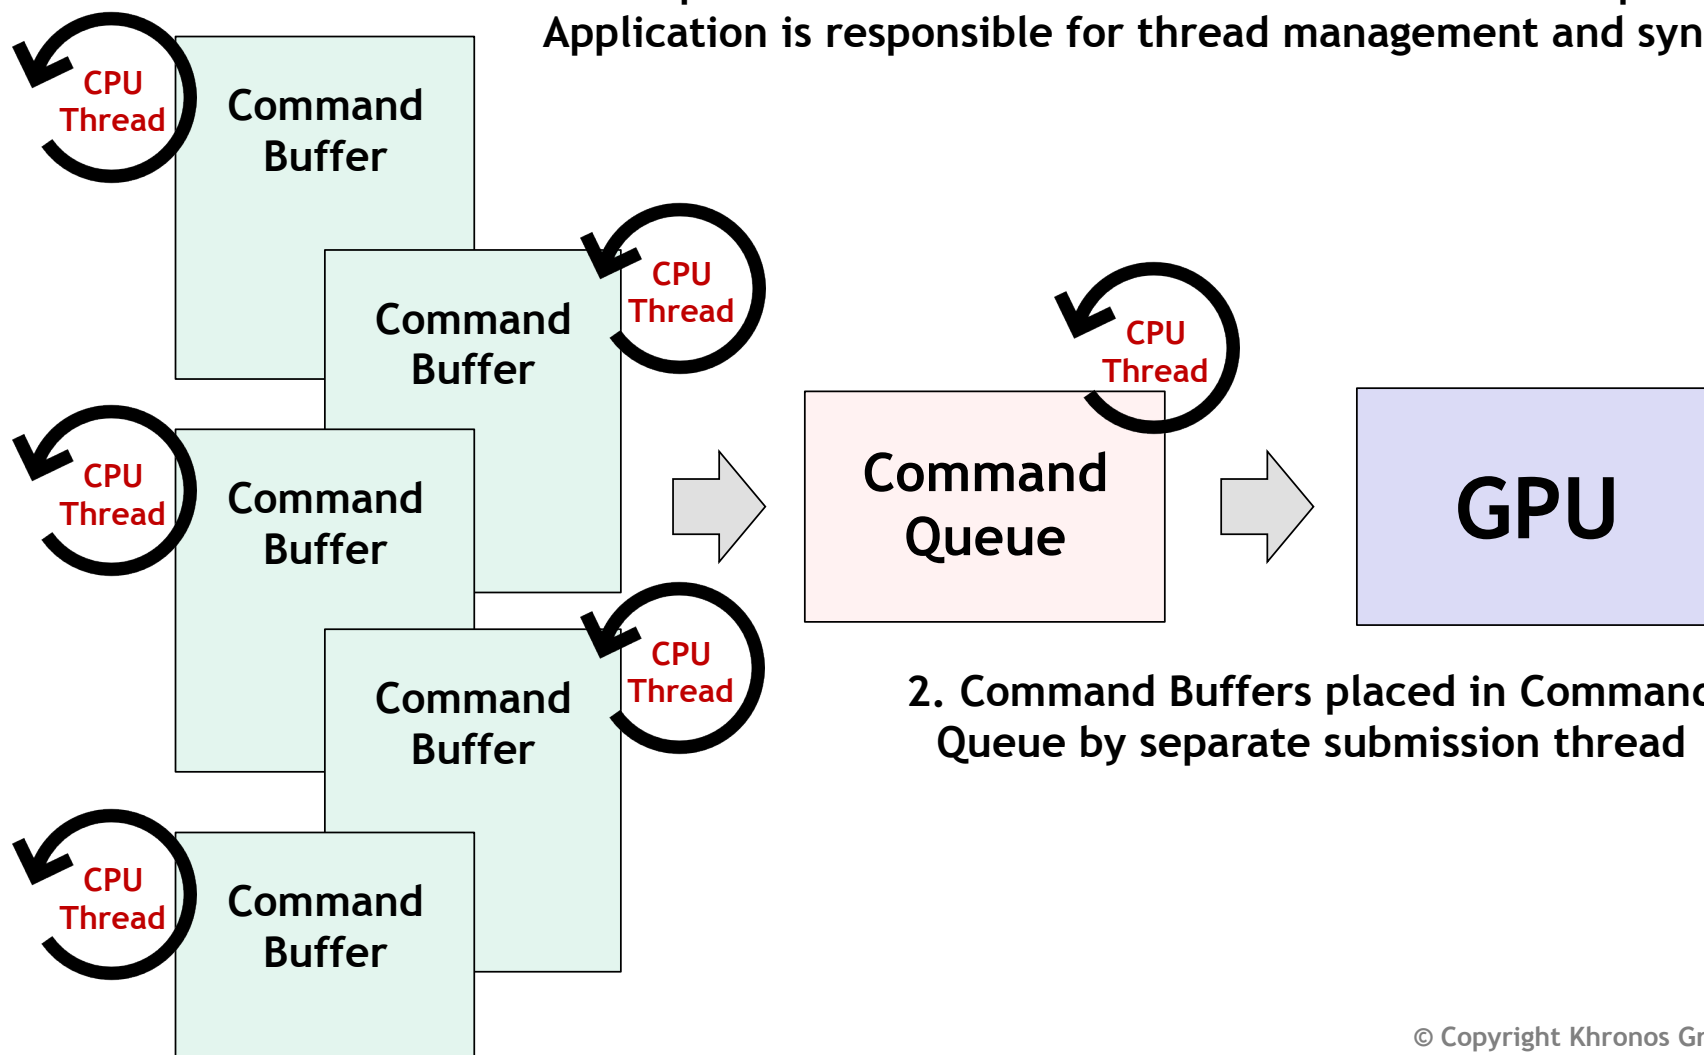 Application is responsible for thread management and syn
CPU
Thread
Command
Buffer
CPU
Thread
Command
Buffer
CPU
Thread
Command
Queue
GPU
CPU
Thread
Command
Buffer
CPU
Thread
Command
Buffer
2. Command Buffers placed in Command
Queue by separate submission thread
CPU
Thread
Command
Buffer
© Copyright Khronos Gr